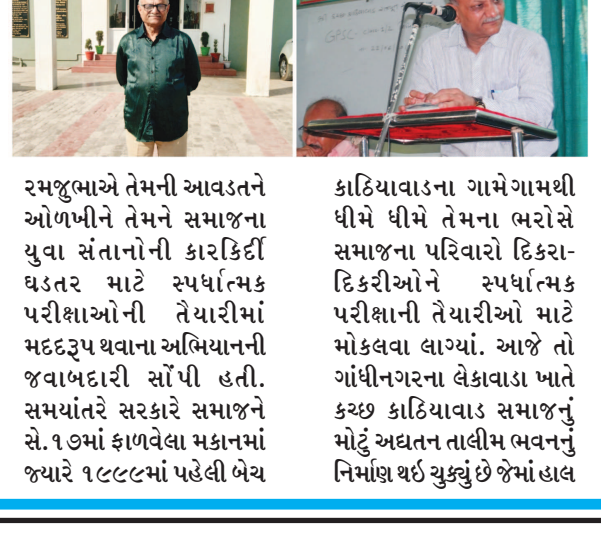 GPSC
રમજુભાએ તેમની આવડતને
ઓળખીને તેમને સમાજના
યુવા સંતાનોની કારકિર્દી
ઘડતર માટે સ્પર્ધાત્મક
પરીક્ષાઓની તૈયારીમાં
મદદરૂપ થવાના અભિયાનની
જવાબદારી સોંપી હતી.
સમયાંતરે સરકારે સમાજને
સે.૧૭માં ફાળવેલા મકાનમાં
જ્યારે ૧૯૯૯માં પહેલી બેચ
કાઠિયાવાડના ગામેગામથી
ધીમે ધીમે તેમના ભરોસે
સમાજના પરિવારો દિકરા-
દિકરીઓને સ્પર્ધાત્મક
પરીક્ષાની તૈયારીઓ માટે
મોકલવા લાગ્યાં. આજે તો
ગાંધીનગરના લેકાવાડા ખાતે
કચ્છ કાઠિયાવાડ સમાજનું
મોટું અદ્યતન તાલીમ ભવનનું
નિર્માણ થઇ ચુક્યું છે જેમાં હાલ